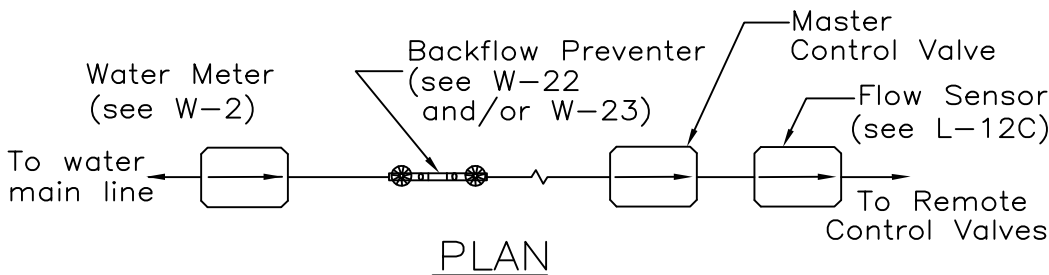 Water Meter
(see W-2)
Backflow Preventer
(see W-22
and/or W-23)
Master
Control Valve
Flow Sensor
(see L-12C)
To water
main line
To Remote
Control Valves
PLAN